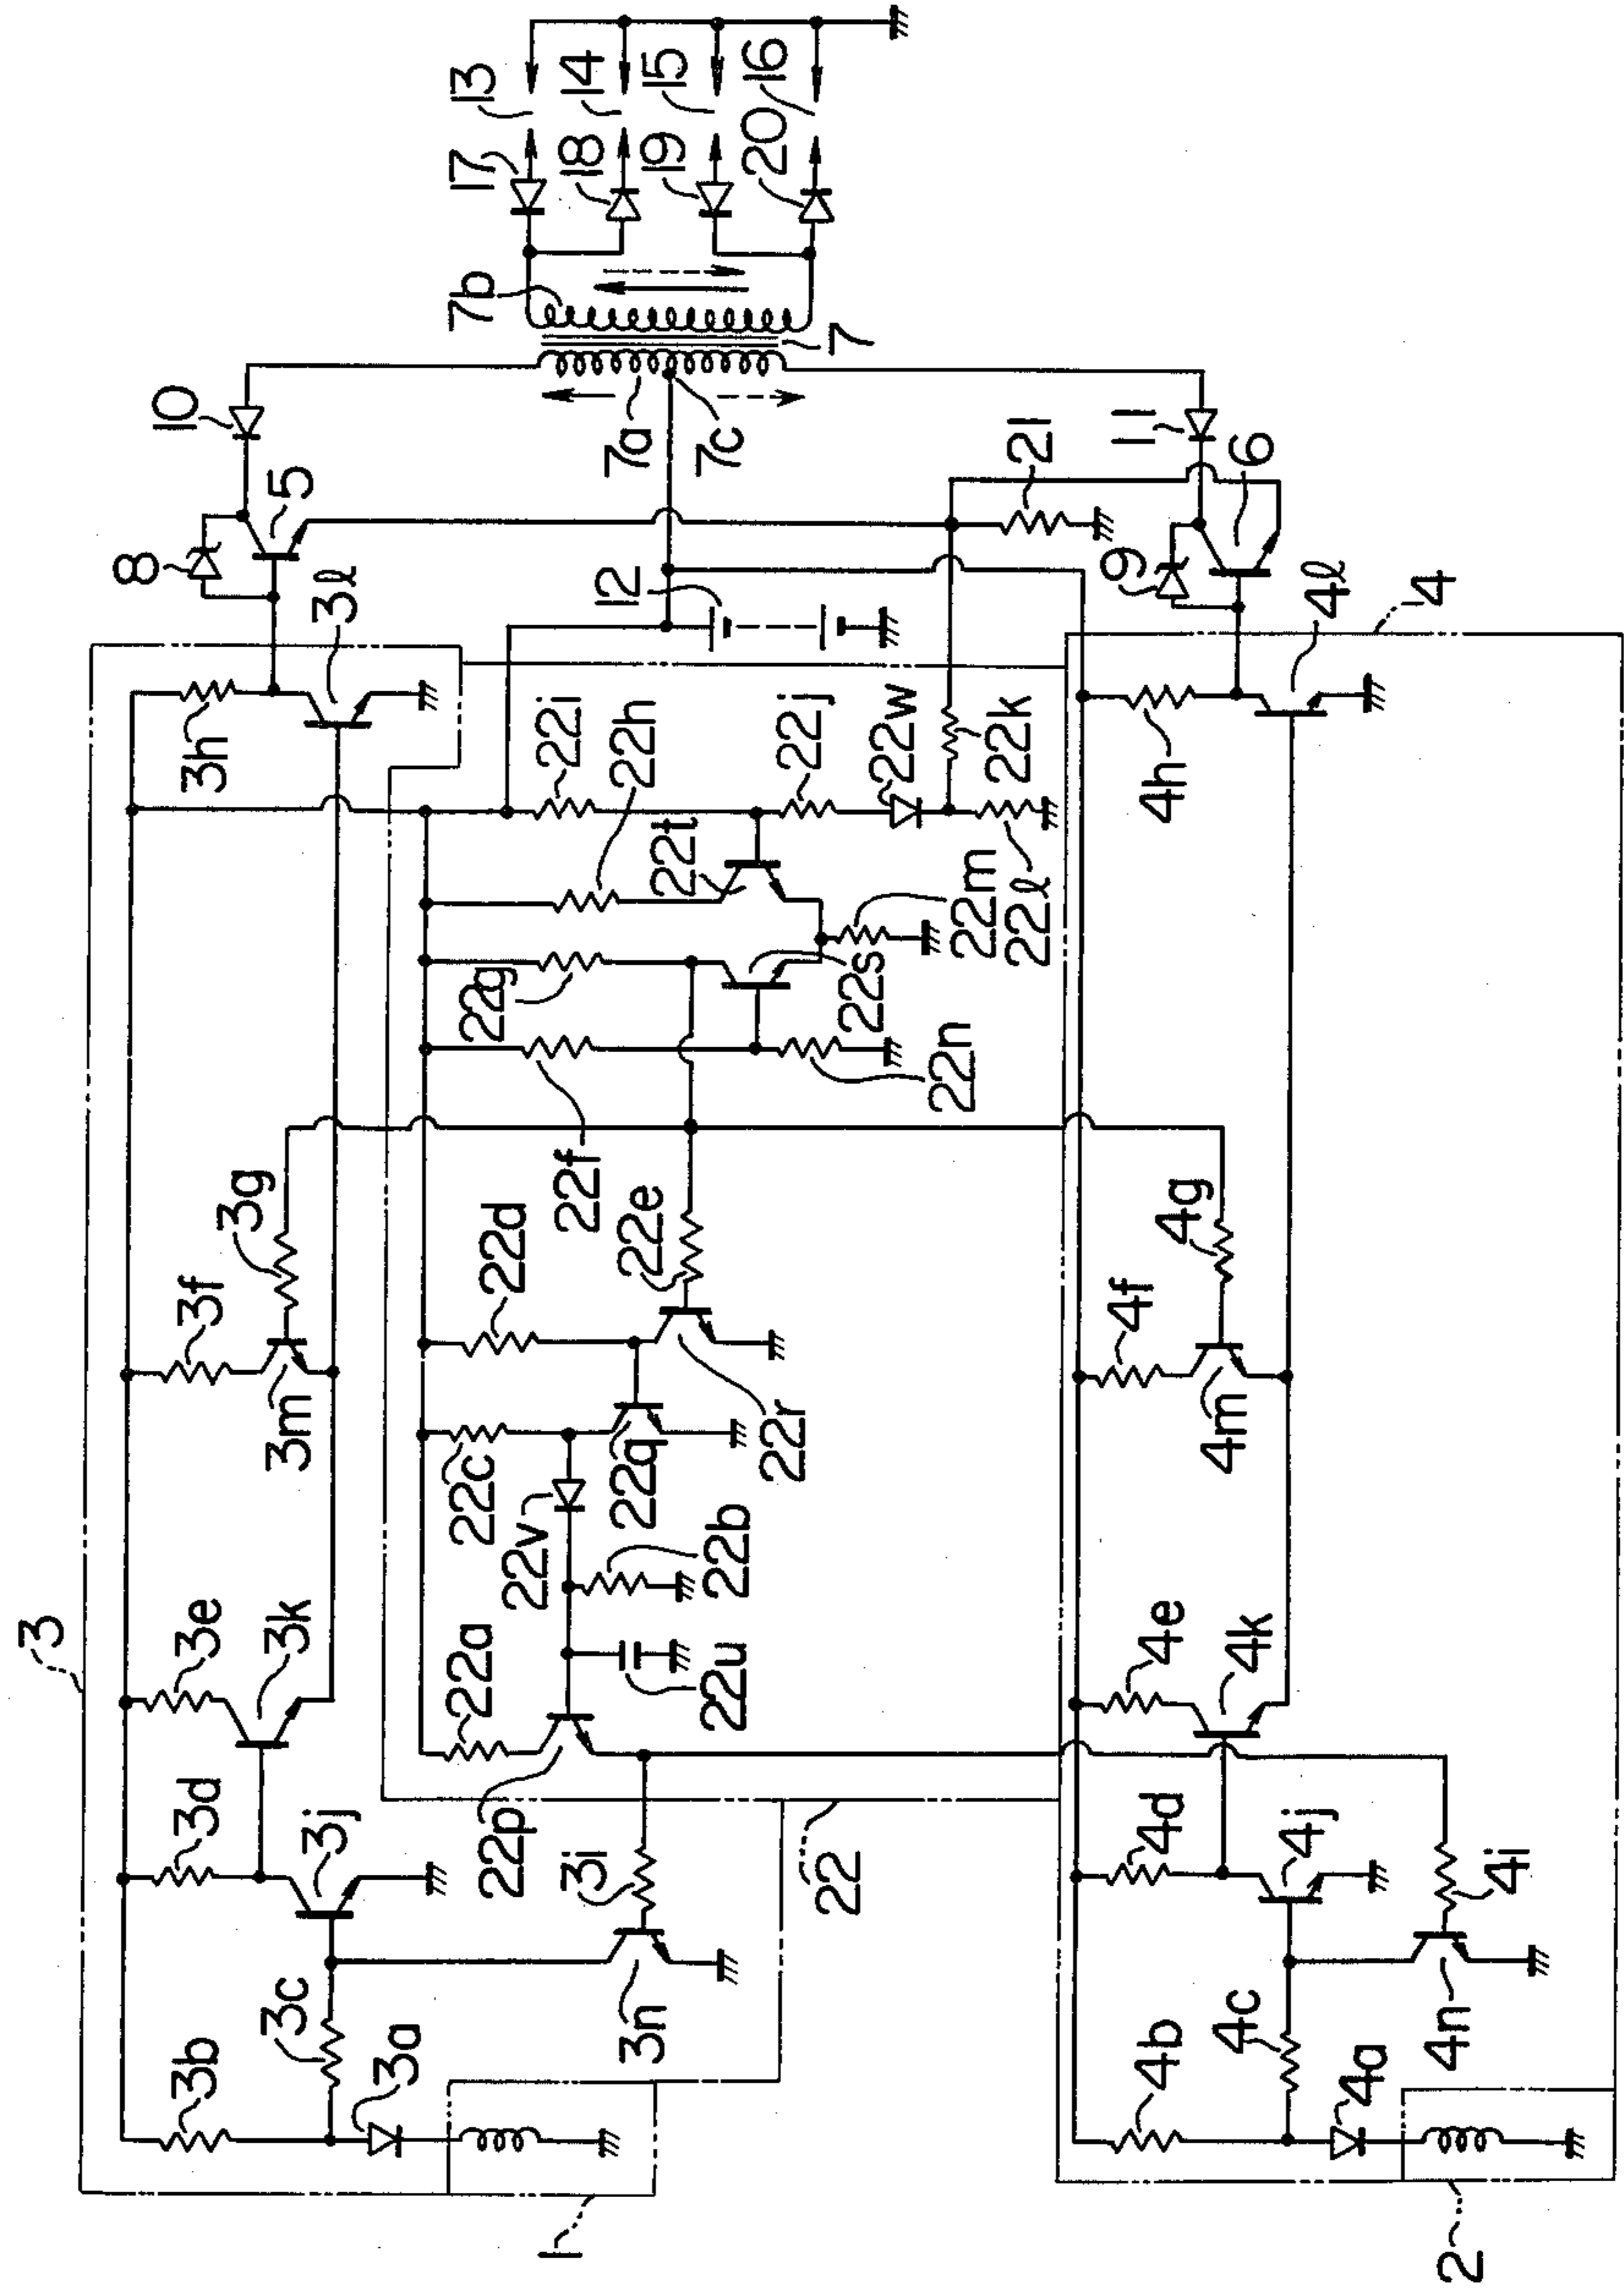 3
3b
3c
3a
3d
3j
3e
3k
3f
3g
3m
3h
3ℓ
3i
3n
1
22
22a
22p
22u
22b
22v
22c
22q
22d
22r
22e
22f
22g
22n
22s
22h
22i
22t
22m
22ℓ
22j
22w
22k
12
8
5
10
7a
7c
7b
7
17
13
18
14
19
15
20
16
21
11
9
6
4
4ℓ
4h
4g
4f
4m
4e
4k
4d
4j
4i
4n
4c
4b
4a
2